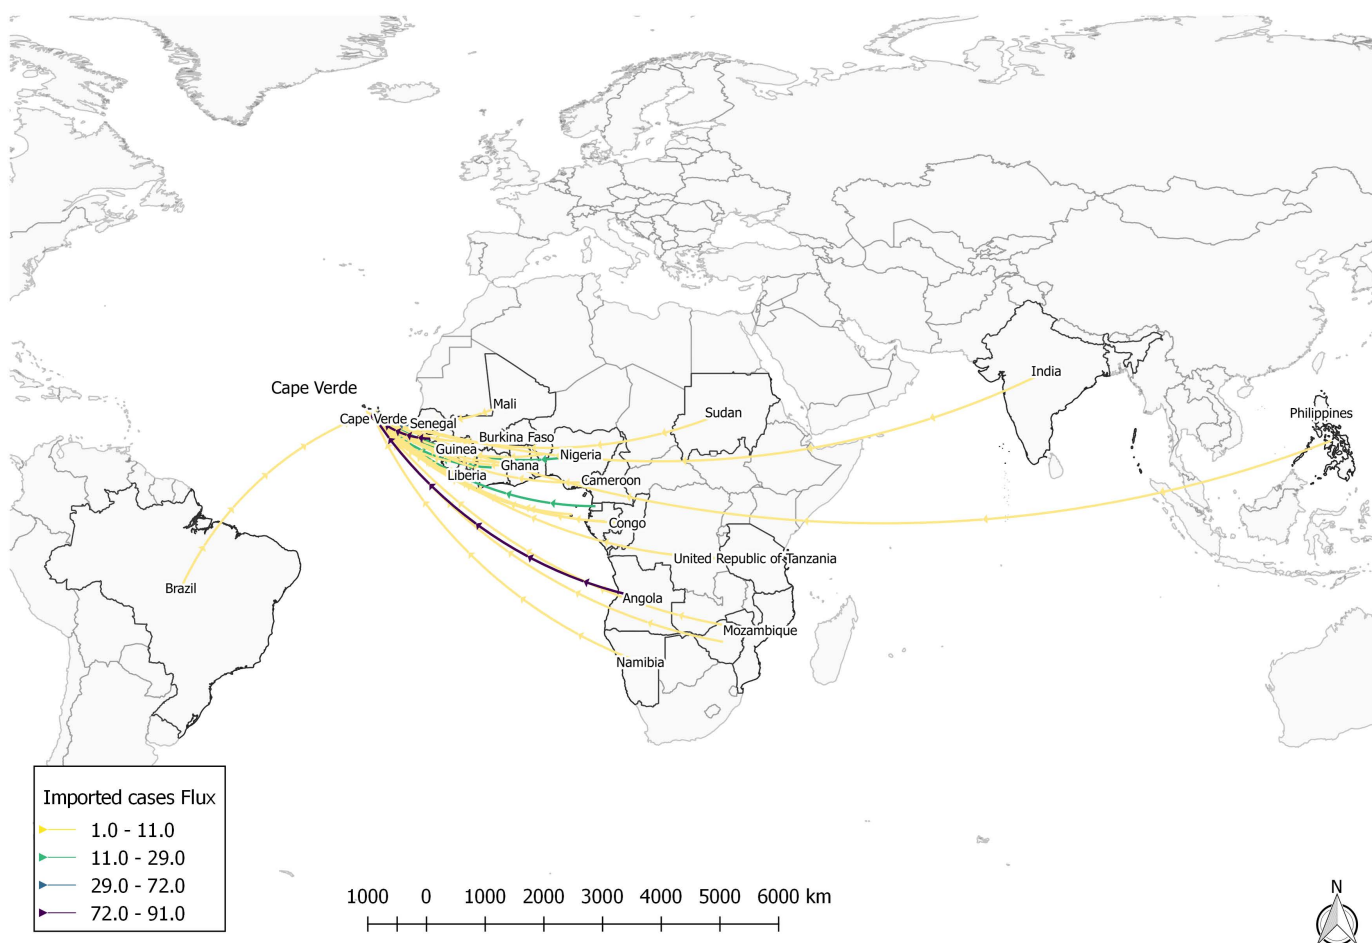 Cape Verde
Cape Verde
Senegal
Mali
Burkina Faso
Guinea
Ghana
Nigeria
Liberia
Cameroon
Sudan
India
Philippines
Congo
United Republic of Tanzania
Brazil
Angola
Mozambique
Namibia
Imported cases Flux
1.0 - 11.0
11.0 - 29.0
29.0 - 72.0
72.0 - 91.0
1000 0 1000 2000 3000 4000 5000 6000 km
N